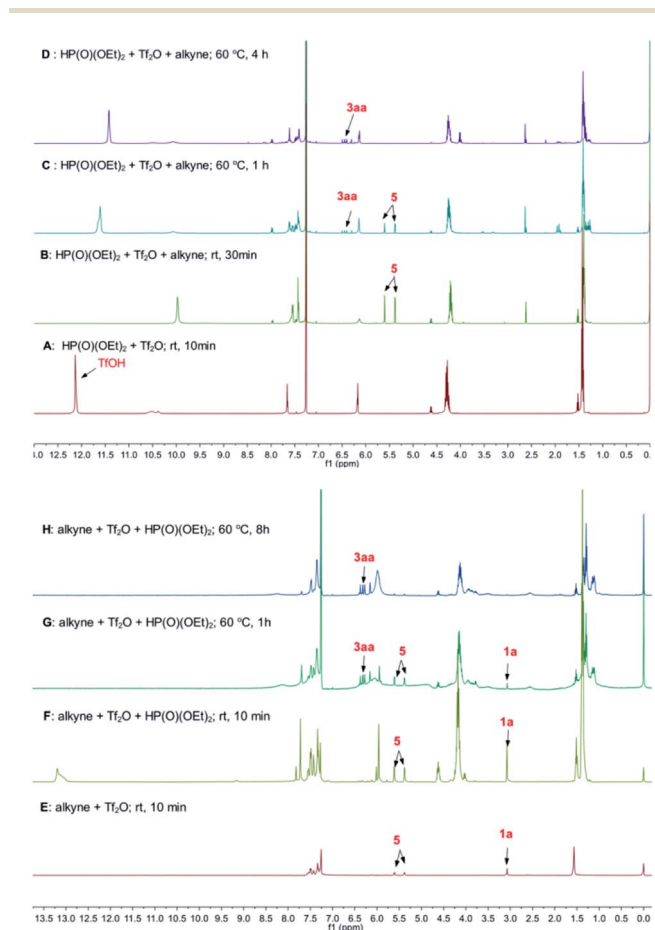 D : HP(O)(OEt)₂ + Tf₂O + alkyne; 60 °C, 4 h
3aa
C : HP(O)(OEt)₂ + Tf₂O + alkyne; 60 °C, 1 h
3aa
5
B: HP(O)(OEt)₂ + Tf₂O + alkyne; rt, 30min
5
A: HP(O)(OEt)₂ + Tf₂O; rt, 10min
TfOH
13.0 12.5 12.0 11.5 11.0 10.5 10.0 9.5 9.0 8.5 8.0 7.5 7.0 6.5 6.0 5.5 5.0 4.5 4.0 3.5 3.0 2.5 2.0 1.5 1.0 0.5 0.0
f1 (ppm)
H: alkyne + Tf₂O + HP(O)(OEt)₂; 60 °C, 8h
3aa
G: alkyne + Tf₂O + HP(O)(OEt)₂; 60 °C, 1h
3aa
5
1a
F: alkyne + Tf₂O + HP(O)(OEt)₂; rt, 10 min
5
1a
E: alkyne + Tf₂O; rt, 10 min
5
1a
13.5 13.0 12.5 12.0 11.5 11.0 10.5 10.0 9.5 9.0 8.5 8.0 7.5 7.0 6.5 6.0 5.5 5.0 4.5 4.0 3.5 3.0 2.5 2.0 1.5 1.0 0.5 0.0
f1 (ppm)